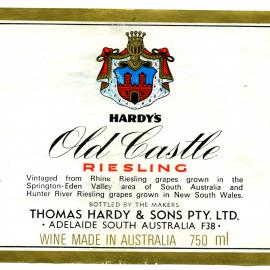 HARDY'S
Old Castle
RIESLING
Vintaged from Rhine Riesling grapes grown in the
Springton-Eden Valley area of South Australia and
Hunter River Riesling grapes grown in New South Wales.
BOTTLED BY THE MAKERS
THOMAS HARDY & SONS PTY. LTD.
• ADELAIDE SOUTH AUSTRALIA F38 •
WINE MADE IN AUSTRALIA 750 ml